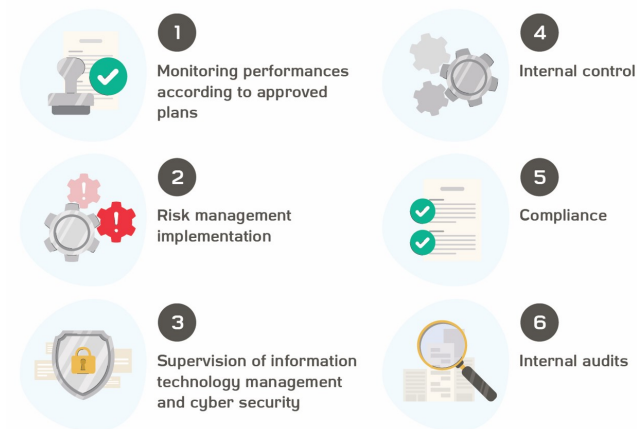 1
Monitoring performances
according to approved
plans
2
Risk management
implementation
3
Supervision of information
technology management
and cyber security
4
Internal control
5
Compliance
6
Internal audits